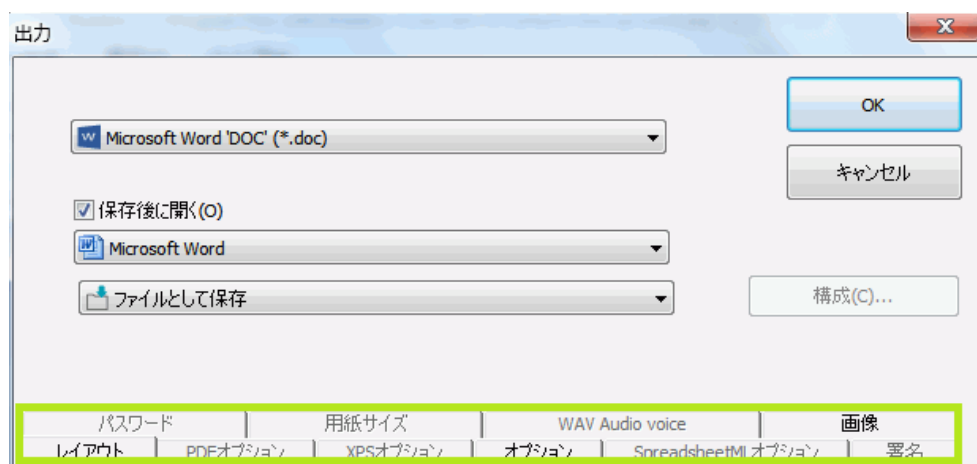 出力
OK
Microsoft Word 'DOC' (*.doc)
キャンセル
保存後に開く(O)
Microsoft Word
ファイルとして保存
構成(C)...
パスワード 用紙サイズ WAV Audio voice 画像
レイアウト PDFオプション XPSオプション オプション SpreadsheetMLオプション 署名